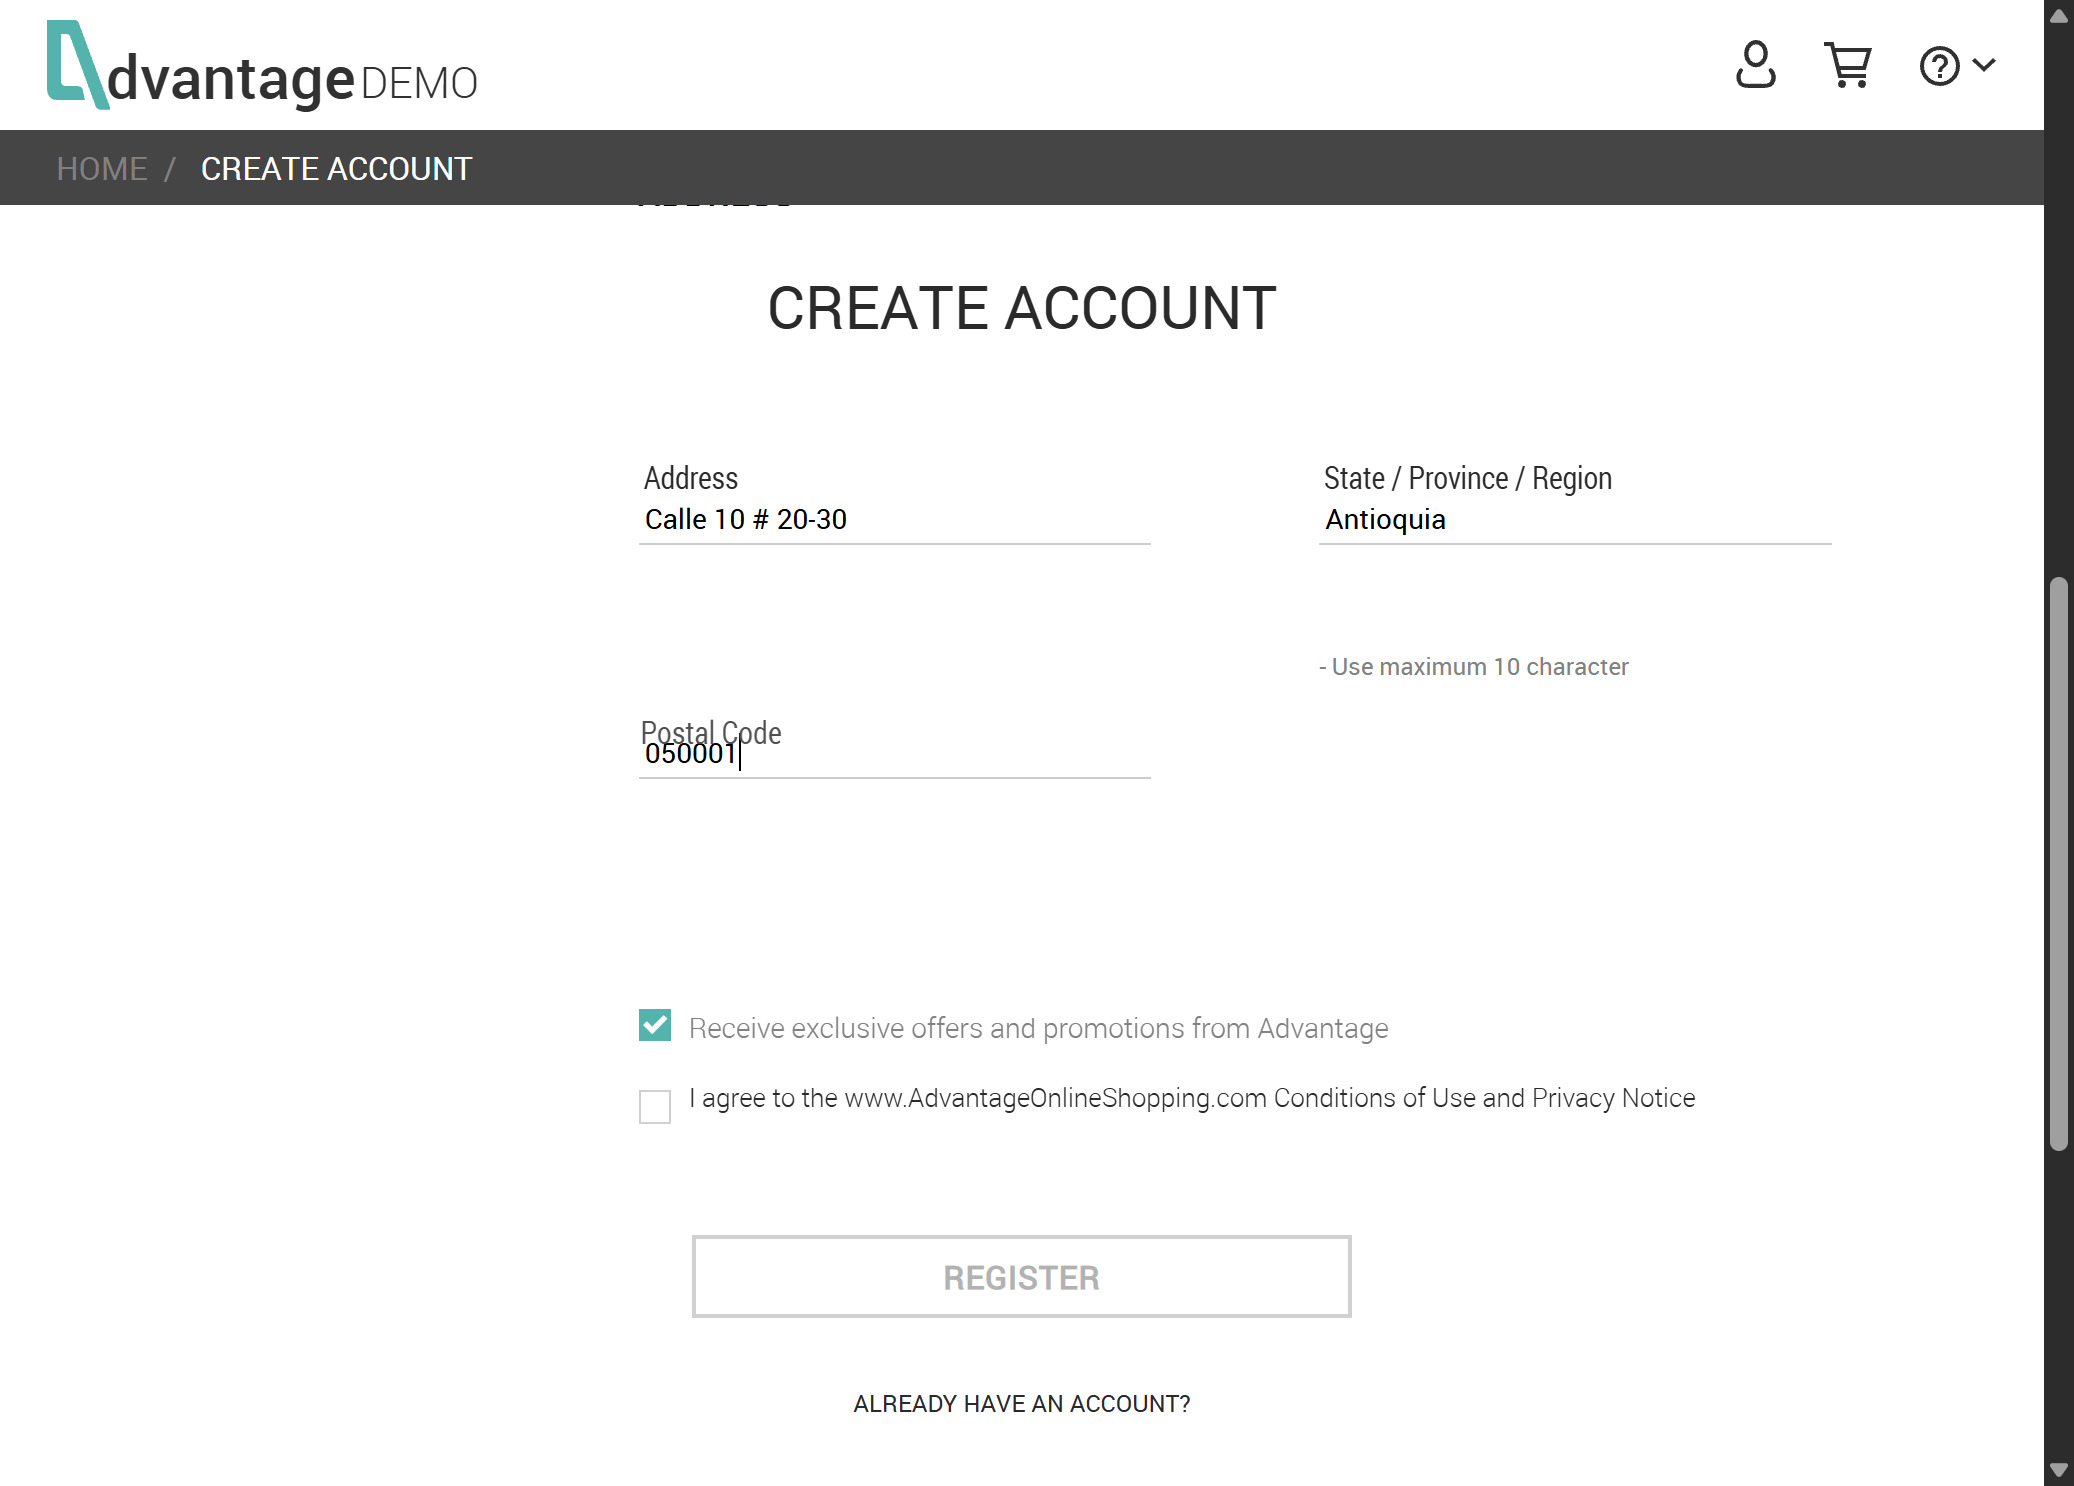 dvantage DEMO
HOME / CREATE ACCOUNT
CREATE ACCOUNT
Address
Calle 10 # 20-30
State / Province / Region
Antioquia
- Use maximum 10 character
Postal Code
050001
Receive exclusive offers and promotions from Advantage
I agree to the www.AdvantageOnlineShopping.com Conditions of Use and Privacy Notice
REGISTER
ALREADY HAVE AN ACCOUNT?